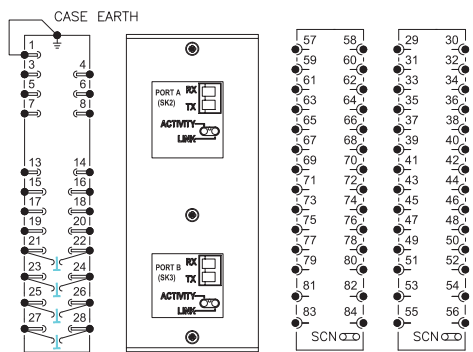 CASE EARTH
1
3 4
5 6
7 8
13 14
15 16
17 18
19 20
21 22
23 24
25 26
27 28
PORT A
(SK2)
RX
TX
ACTIVITY
LINK
PORT B
(SK3)
RX
TX
ACTIVITY
LINK
57 58
59 60
61 62
63 64
65 66
67 68
69 70
71 72
73 74
75 76
77 78
79 80
81 82
83 84
SCN
29 30
31 32
33 34
35 36
37 38
39 40
41 42
43 44
45 46
47 48
49 50
51 52
53 54
55 56
SCN